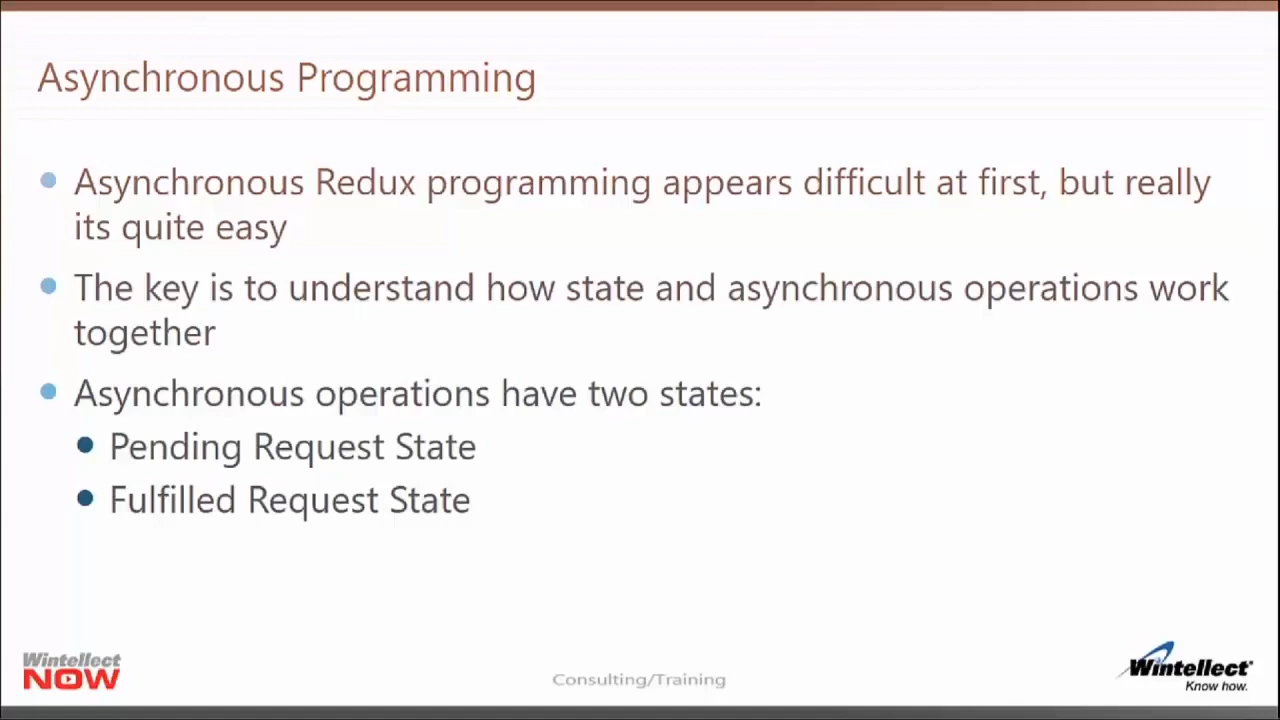 Asynchronous Programming
Asynchronous Redux programming appears difficult at first, but really
its quite easy
The key is to understand how state and asynchronous operations work
together
Asynchronous operations have two states:
Pending Request State
Fulfilled Request State
Wintellect
NOW
Consulting/Training
Wintellect
Know how.